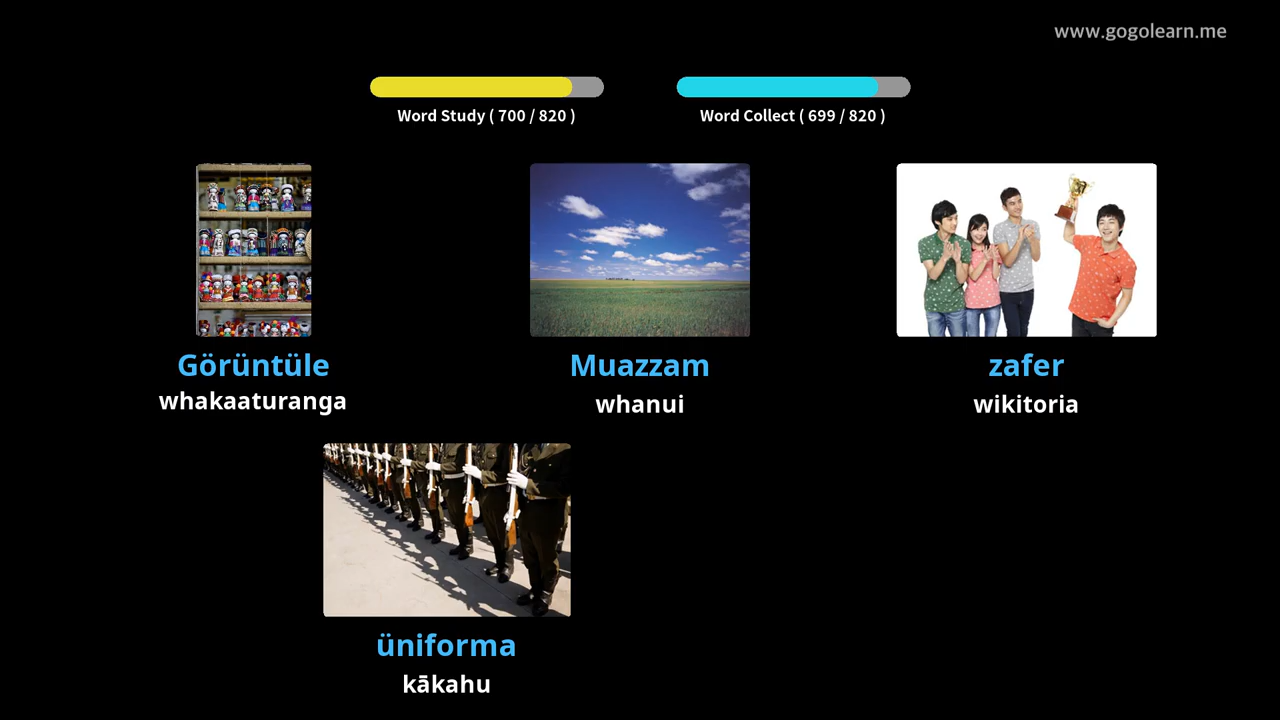 www.gogolearn.me
Word Study ( 700 / 820 )
Word Collect ( 699 / 820 )
Görüntüle
whakaaturanga
Muazzam
whanui
zafer
wikitoria
üniforma
kākahu